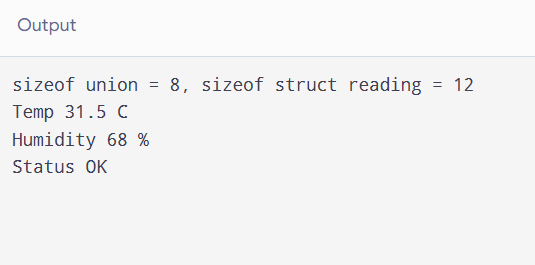 Output
sizeof union = 8, sizeof struct reading = 12
Temp 31.5 C
Humidity 68 %
Status OK